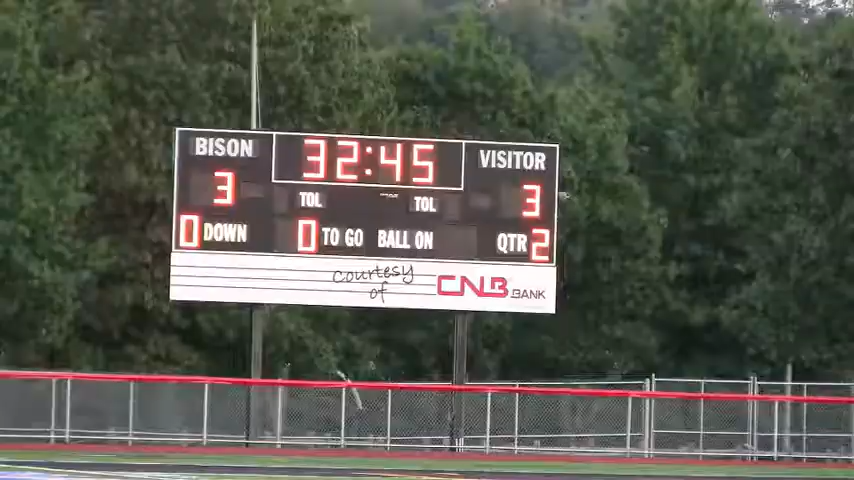 BISON 32:45 VISITOR
3 TOL TOL 3
0 DOWN 0 TO GO BALL ON QTR 2
courtesy
of
CNB BANK